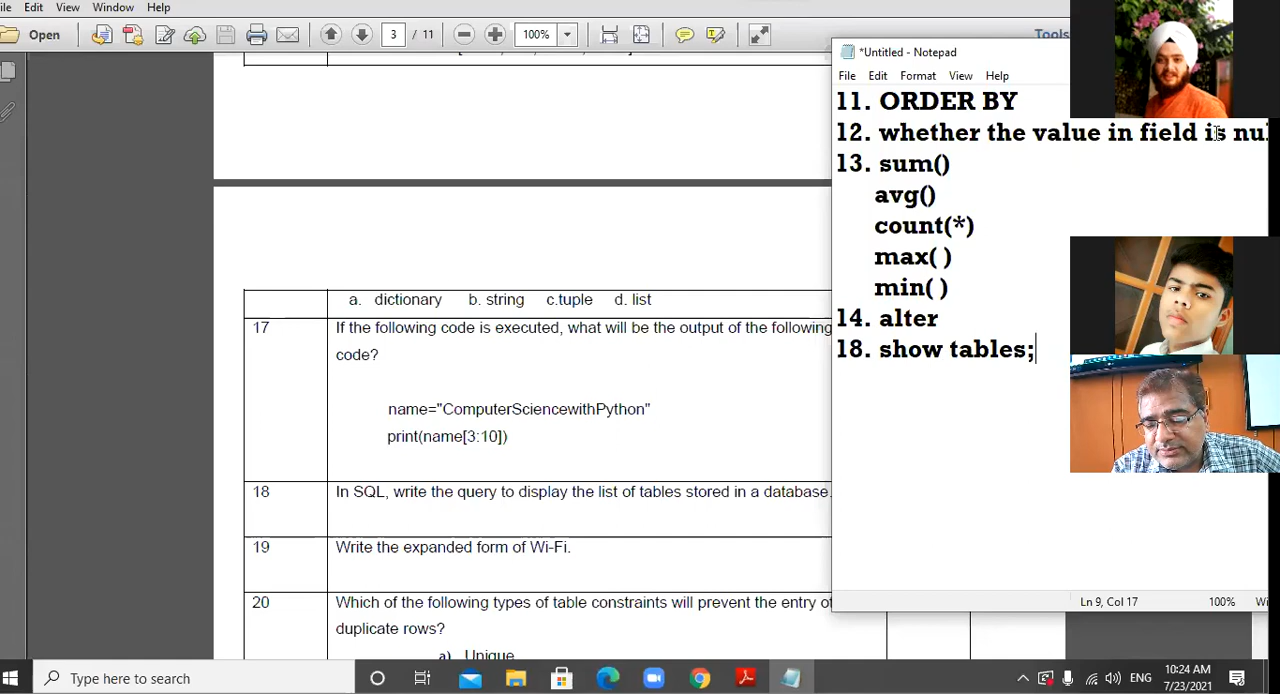 ile Edit View Window Help
Open 3 / 11 100% Tools
a. dictionary b. string c.tuple d. list
17 If the following code is executed, what will be the output of the following
code?
name="ComputerSciencewithPython"
print(name[3:10])
18 In SQL, write the query to display the list of tables stored in a database.
19 Write the expanded form of Wi-Fi.
20 Which of the following types of table constraints will prevent the entry of
duplicate rows?
a) Unique
*Untitled - Notepad
File Edit Format View Help
11. ORDER BY
12. whether the value in field is nul
13. sum()
avg()
count(*)
max( )
min( )
14. alter
18. show tables;
Ln 9, Col 17 100% Wi
Type here to search
ENG
10:24 AM
7/23/2021